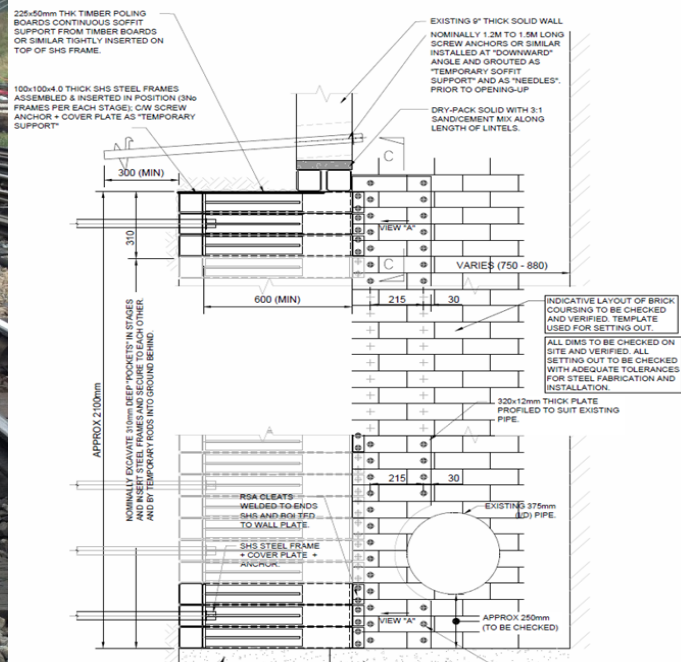 225x50mm THK TIMBER POLING
BOARDS CONTINUOUS SOFFIT
SUPPORT FROM TIMBER BOARDS
OR SIMILAR TIGHTLY INSERTED ON
TOP OF SHS FRAME.
100x100x4.0 THICK SHS STEEL FRAMES
ASSEMBLED & INSERTED IN POSITION (3No
FRAMES PER EACH STAGE); C/W SCREW
ANCHOR + COVER PLATE AS "TEMPORARY
SUPPORT"
EXISTING 9" THICK SOLID WALL
NOMINALLY 1.2M TO 1.5M LONG
SCREW ANCHORS OR SIMILAR
INSTALLED AT "DOWNWARD"
ANGLE AND GROUTED AS
"TEMPORARY SOFFIT
SUPPORT" AND AS "NEEDLES".
PRIOR TO OPENING-UP
DRY-PACK SOLID WITH 3:1
SAND/CEMENT MIX ALONG
LENGTH OF LINTELS.
C
300 (MIN)
VIEW "A"
310
C
VARIES (750 - 880)
600 (MIN)
215
30
INDICATIVE LAYOUT OF BRICK
COURSING TO BE CHECKED
AND VERIFIED. TEMPLATE
USED FOR SETTING OUT.
ALL DIMS TO BE CHECKED ON
SITE AND VERIFIED. ALL
SETTING OUT TO BE CHECKED
WITH ADEQUATE TOLERANCES
FOR STEEL FABRICATION AND
INSTALLATION.
APPROX 2100mm
NOMINALLY EXCAVATE 310mm DEEP "POCKETS" IN STAGES
AND INSERT STEEL FRAMES AND SECURE TO EACH OTHER
AND BY TEMPORARY RODS INTO GROUND BEHIND.
320x12mm THICK PLATE
PROFILED TO SUIT EXISTING
PIPE.
215
30
RSA CLEATS
WELDED TO ENDS
SHS AND BOLTED
TO WALL PLATE.
EXISTING 375mm
(I/D) PIPE.
SHS STEEL FRAME
+ COVER PLATE +
ANCHOR.
VIEW "A"
APPROX 250mm
(TO BE CHECKED)